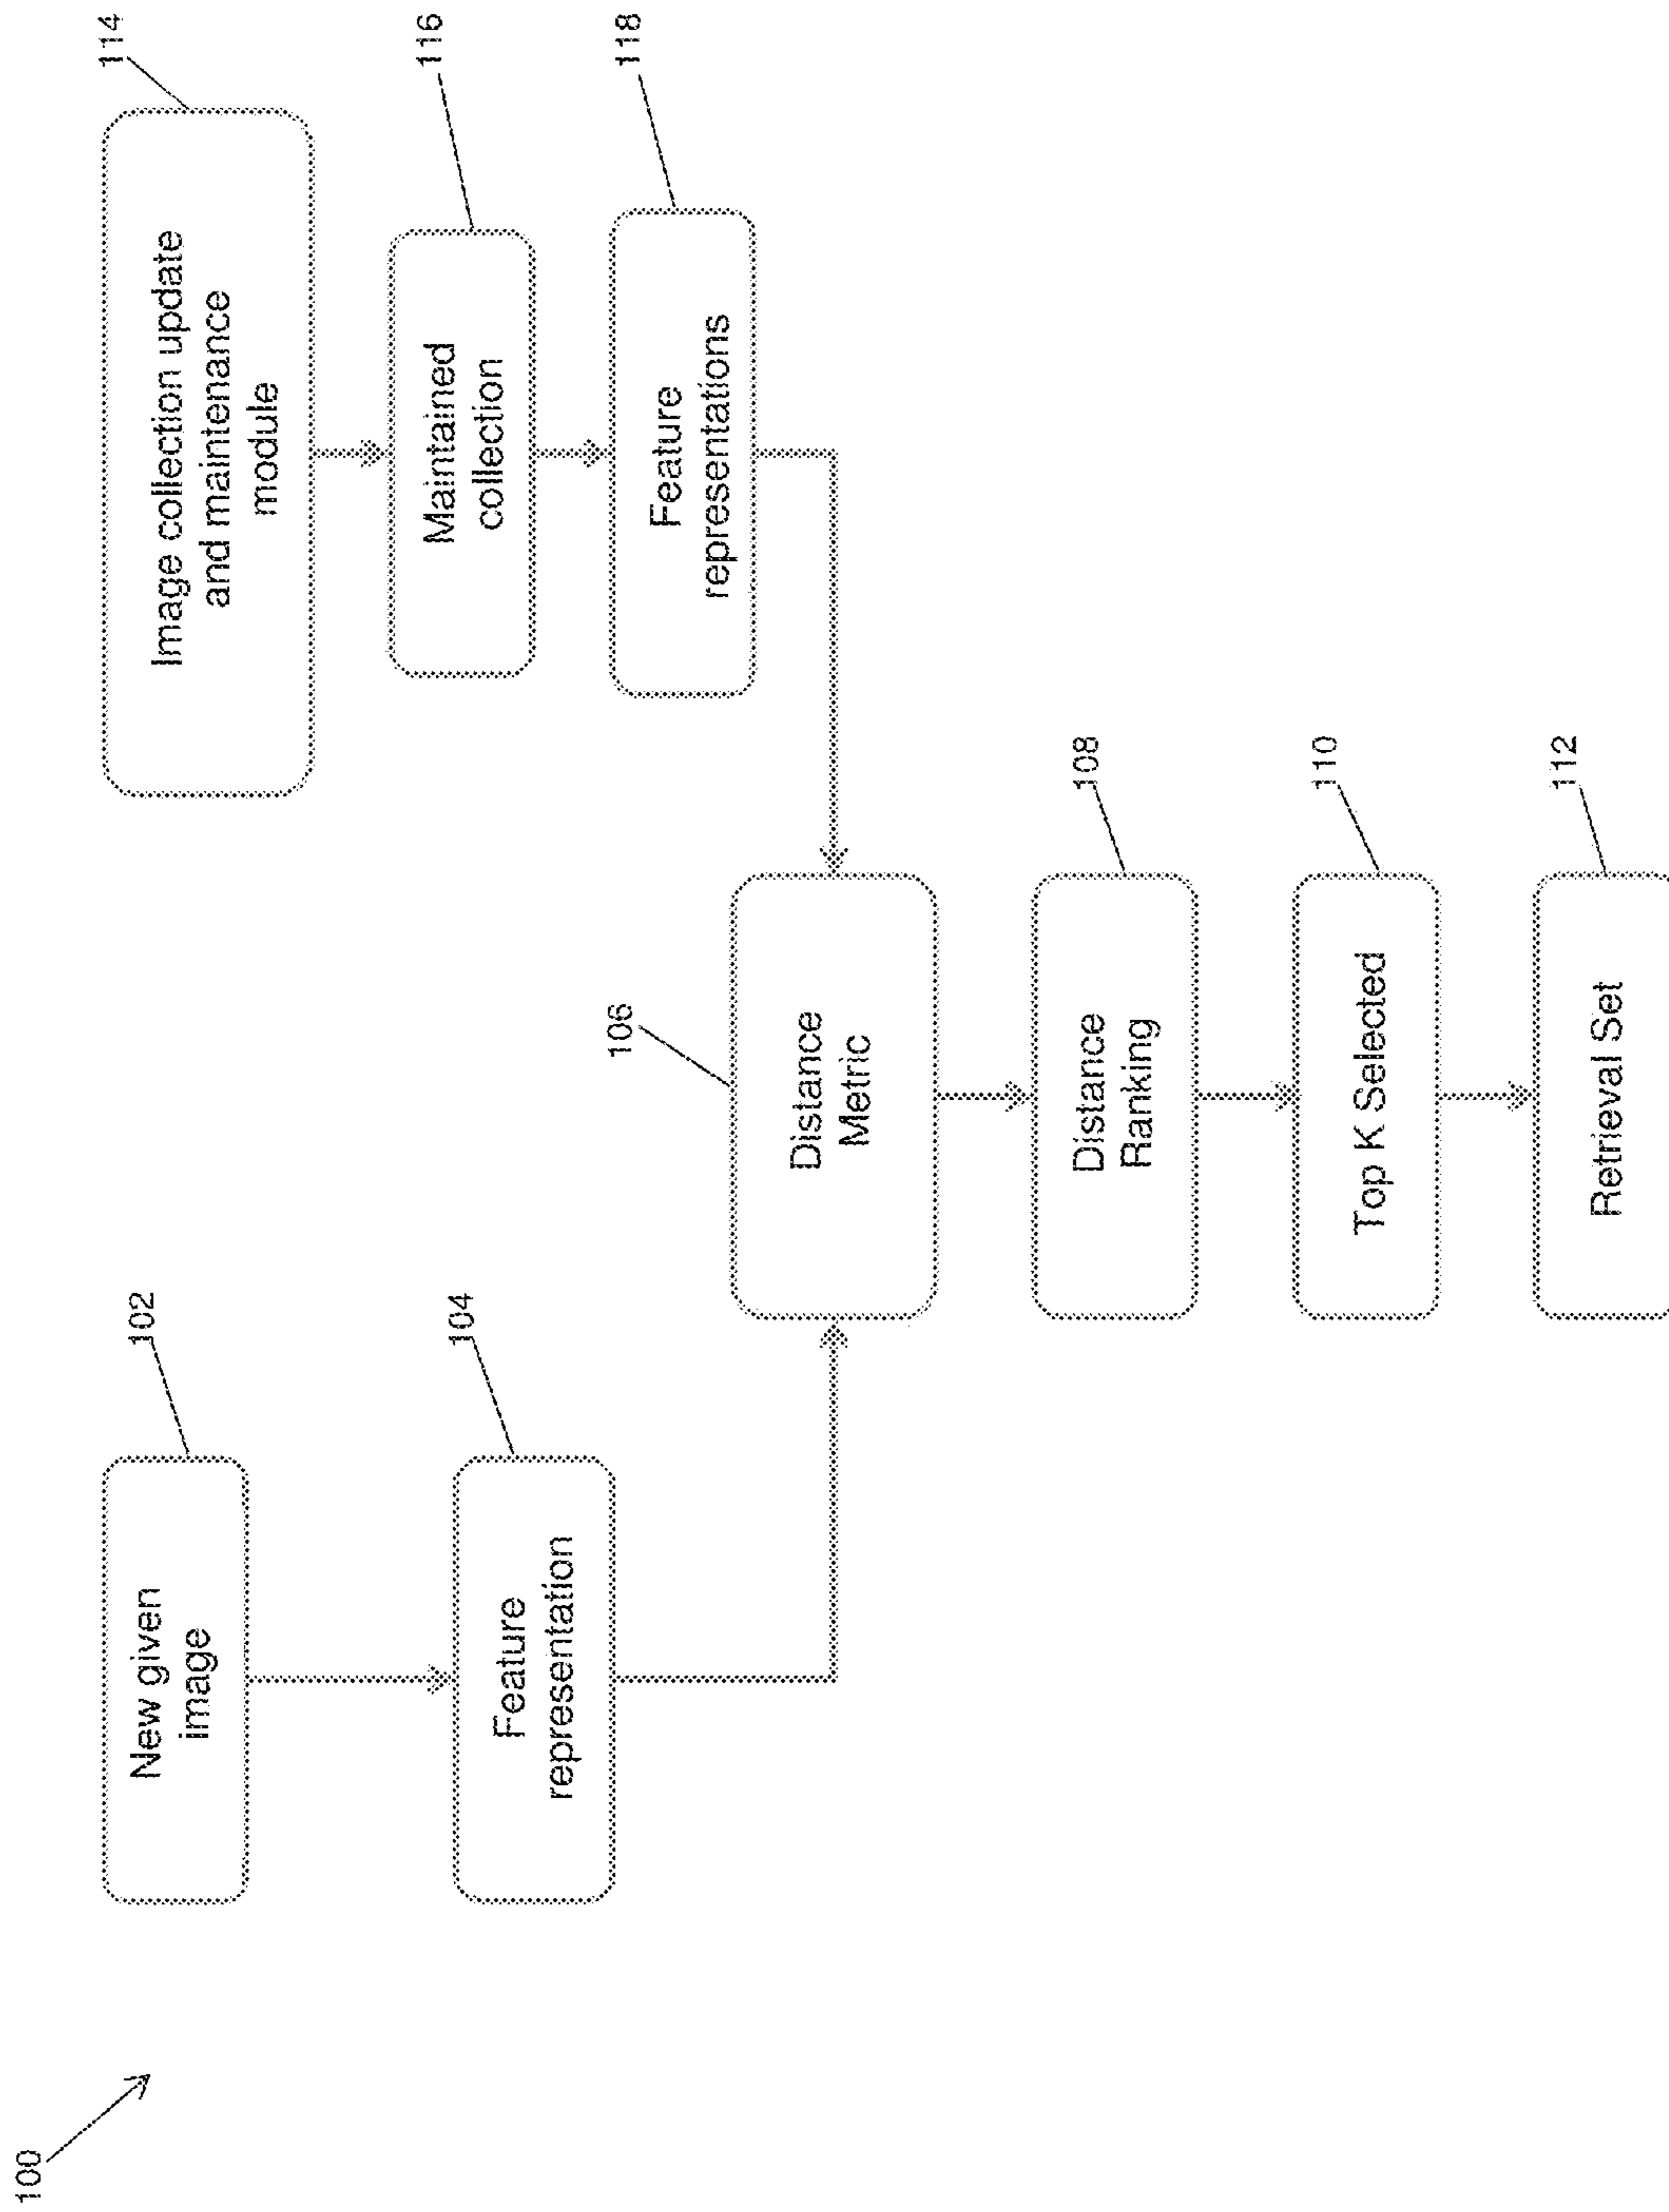 100
102
New given
image
104
Feature
representation
106
Distance
Metric
108
Distance
Ranking
110
Top K Selected
112
Retrieval Set
114
Image collection update
and maintenance
module
116
Maintained
collection
118
Feature
representations